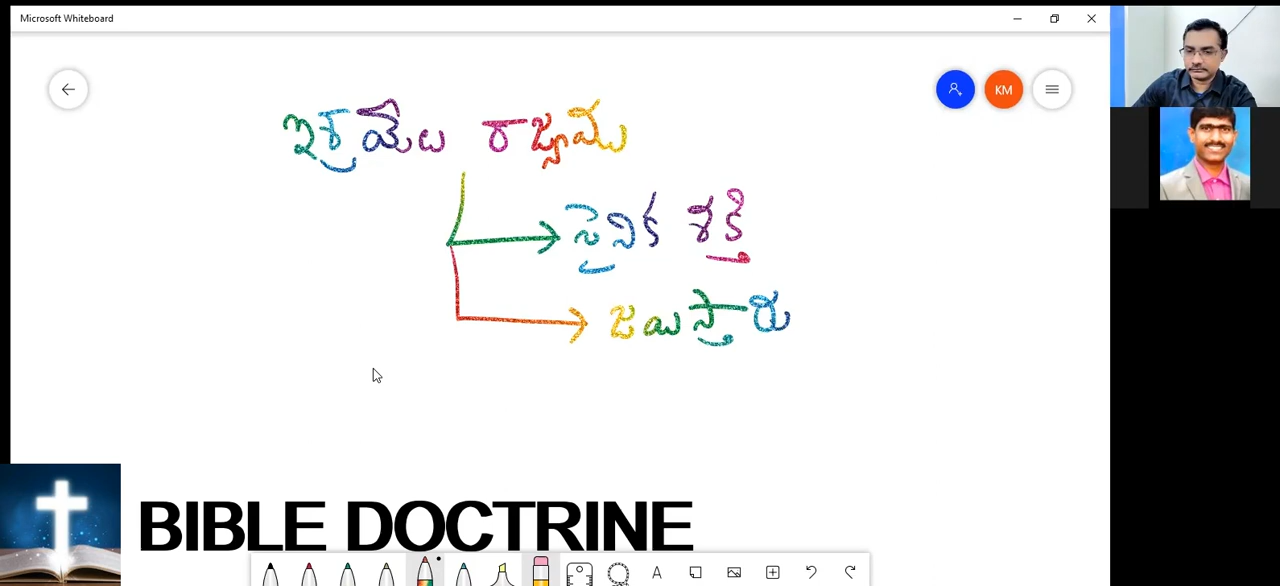 Microsoft Whiteboard
KM
ఇశ్రాయేల రాజ్యము
సైనిక శక్తి
జయిస్తారు
BIBLE DOCTRINE
A